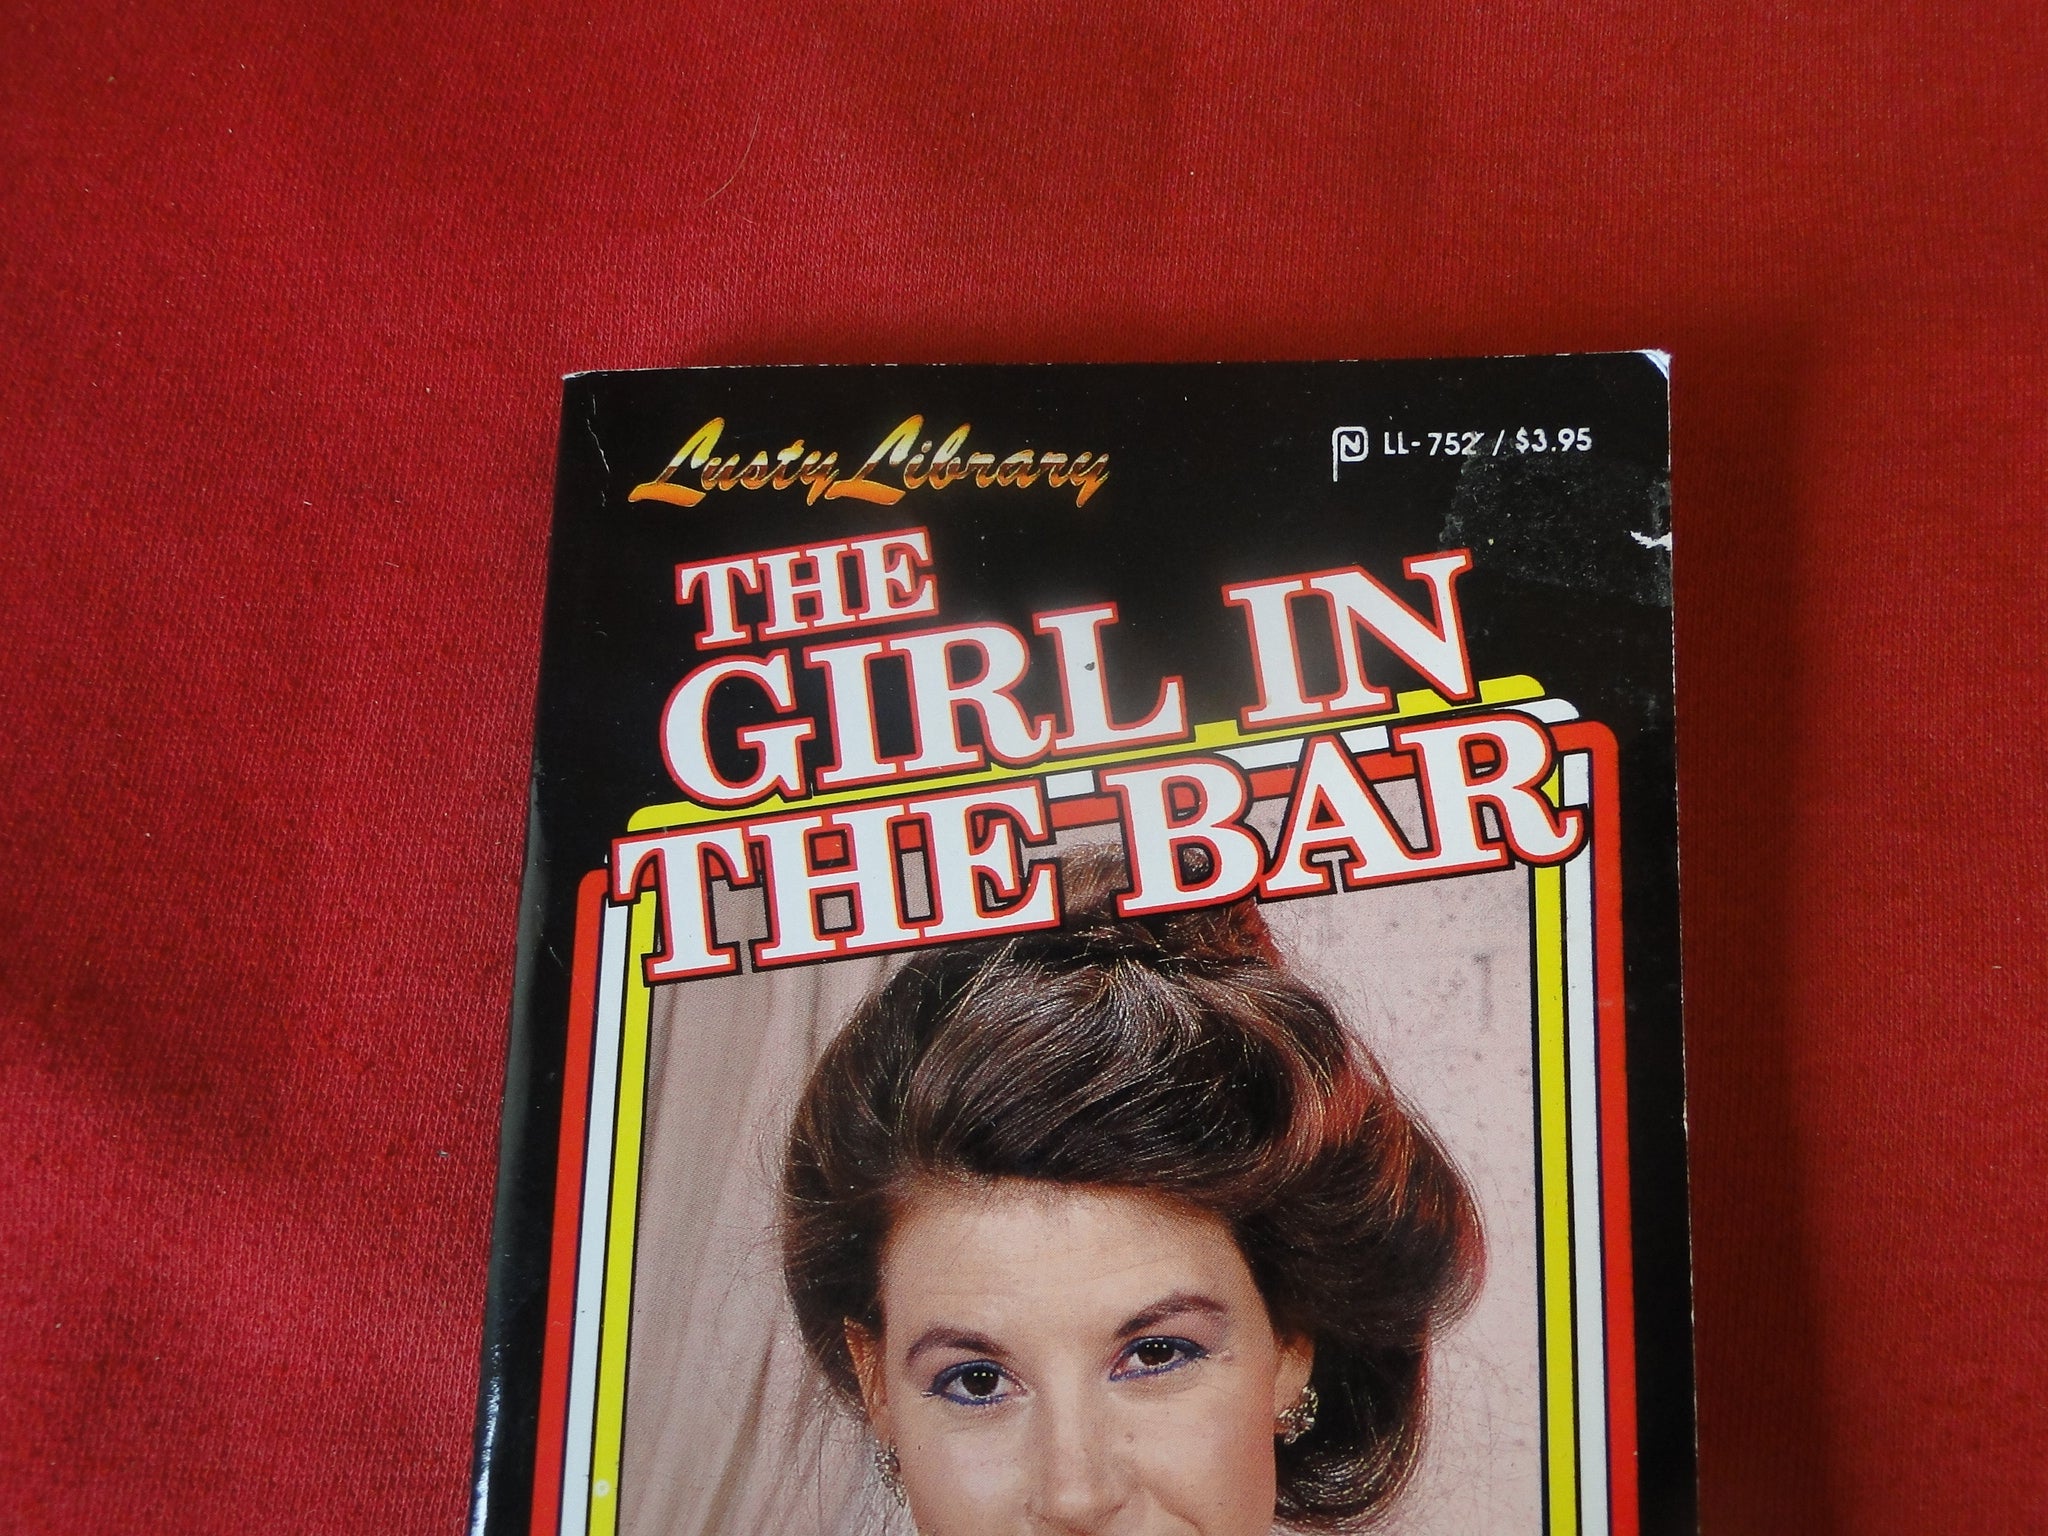 Lusty Library
N LL-752 / $3.95
THE
GIRL IN
THE BAR